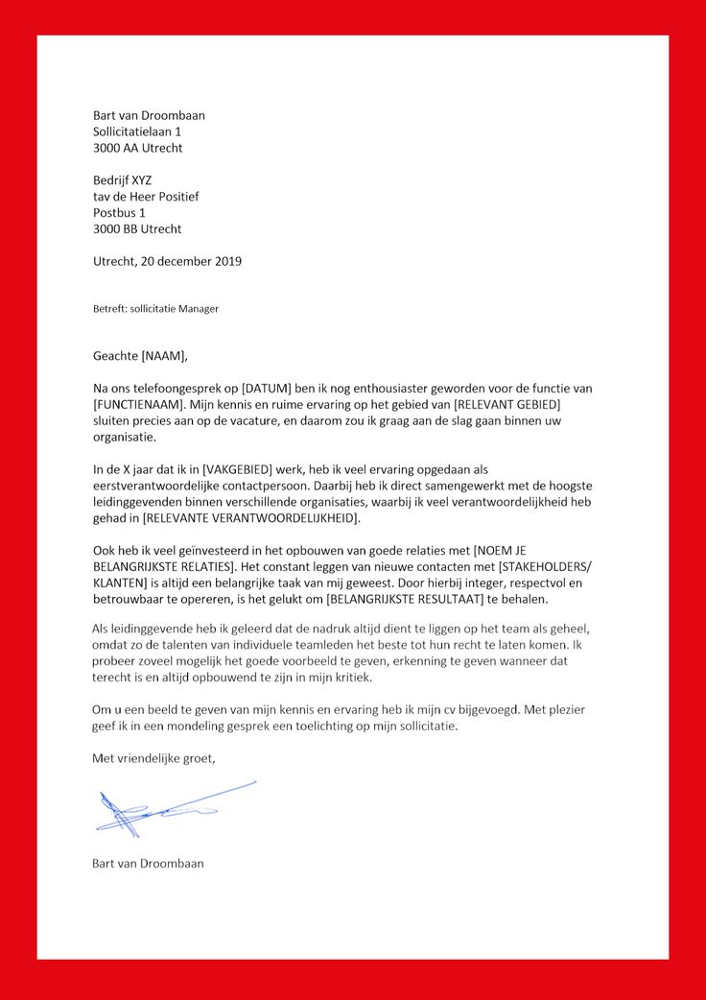 Bart van Droombaan
Sollicitatielaan 1
3000 AA Utrecht
Bedrijf XYZ
tav de Heer Positief
Postbus 1
3000 BB Utrecht
Utrecht, 20 december 2019
Betreft: sollicitatie Manager
Geachte [NAAM],
Na ons telefoongesprek op [DATUM] ben ik nog enthousiaster geworden voor de functie van
[FUNCTIENAAM]. Mijn kennis en ruime ervaring op het gebied van [RELEVANT GEBIED]
sluiten precies aan op de vacature, en daarom zou ik graag aan de slag gaan binnen uw
organisatie.
In de X jaar dat ik in [VAKGEBIED] werk, heb ik veel ervaring opgedaan als
eerstverantwoordelijke contactpersoon. Daarbij heb ik direct samengewerkt met de hoogste
leidinggevenden binnen verschillende organisaties, waarbij ik veel verantwoordelijkheid heb
gehad in [RELEVANTE VERANTWOORDELIJKHEID].
Ook heb ik veel geïnvesteerd in het opbouwen van goede relaties met [NOEM JE
BELANGRIJKSTE RELATIES]. Het constant leggen van nieuwe contacten met [STAKEHOLDERS/
KLANTEN] is altijd een belangrijke taak van mij geweest. Door hierbij integer, respectvol en
betrouwbaar te opereren, is het gelukt om [BELANGRIJKSTE RESULTAAT] te behalen.
Als leidinggevende heb ik geleerd dat de nadruk altijd dient te liggen op het team als geheel,
omdat zo de talenten van individuele teamleden het beste tot hun recht te laten komen. Ik
probeer zoveel mogelijk het goede voorbeeld te geven, erkenning te geven wanneer dat
terecht is en altijd opbouwend te zijn in mijn kritiek.
Om u een beeld te geven van mijn kennis en ervaring heb ik mijn cv bijgevoegd. Met plezier
geef ik in een mondeling gesprek een toelichting op mijn sollicitatie.
Met vriendelijke groet,
Bart van Droombaan